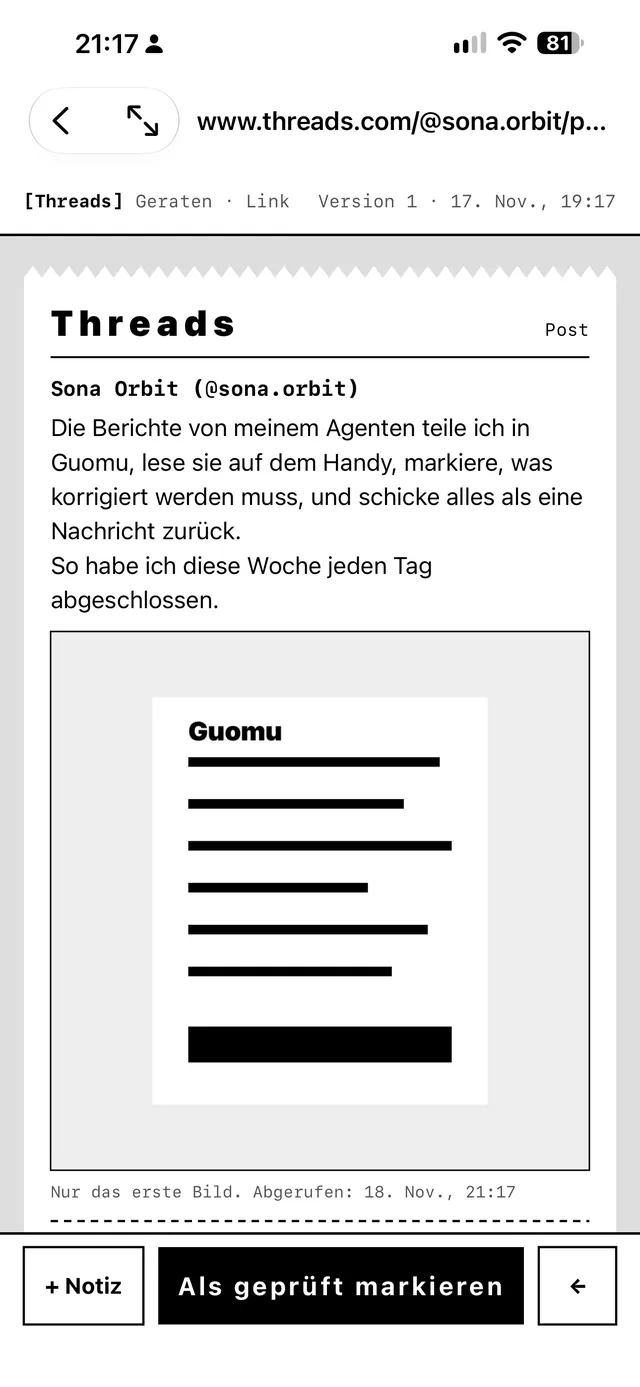 21:17
81
www.threads.com/@sona.orbit/p...
[Threads] Geraten · Link Version 1 · 17. Nov., 19:17
Threads
Post
Sona Orbit (@sona.orbit)
Die Berichte von meinem Agenten teile ich in
Guomu, lese sie auf dem Handy, markiere, was
korrigiert werden muss, und schicke alles als eine
Nachricht zurück.
So habe ich diese Woche jeden Tag
abgeschlossen.
Guomu
Nur das erste Bild. Abgerufen: 18. Nov., 21:17
+ Notiz
Als geprüft markieren
←